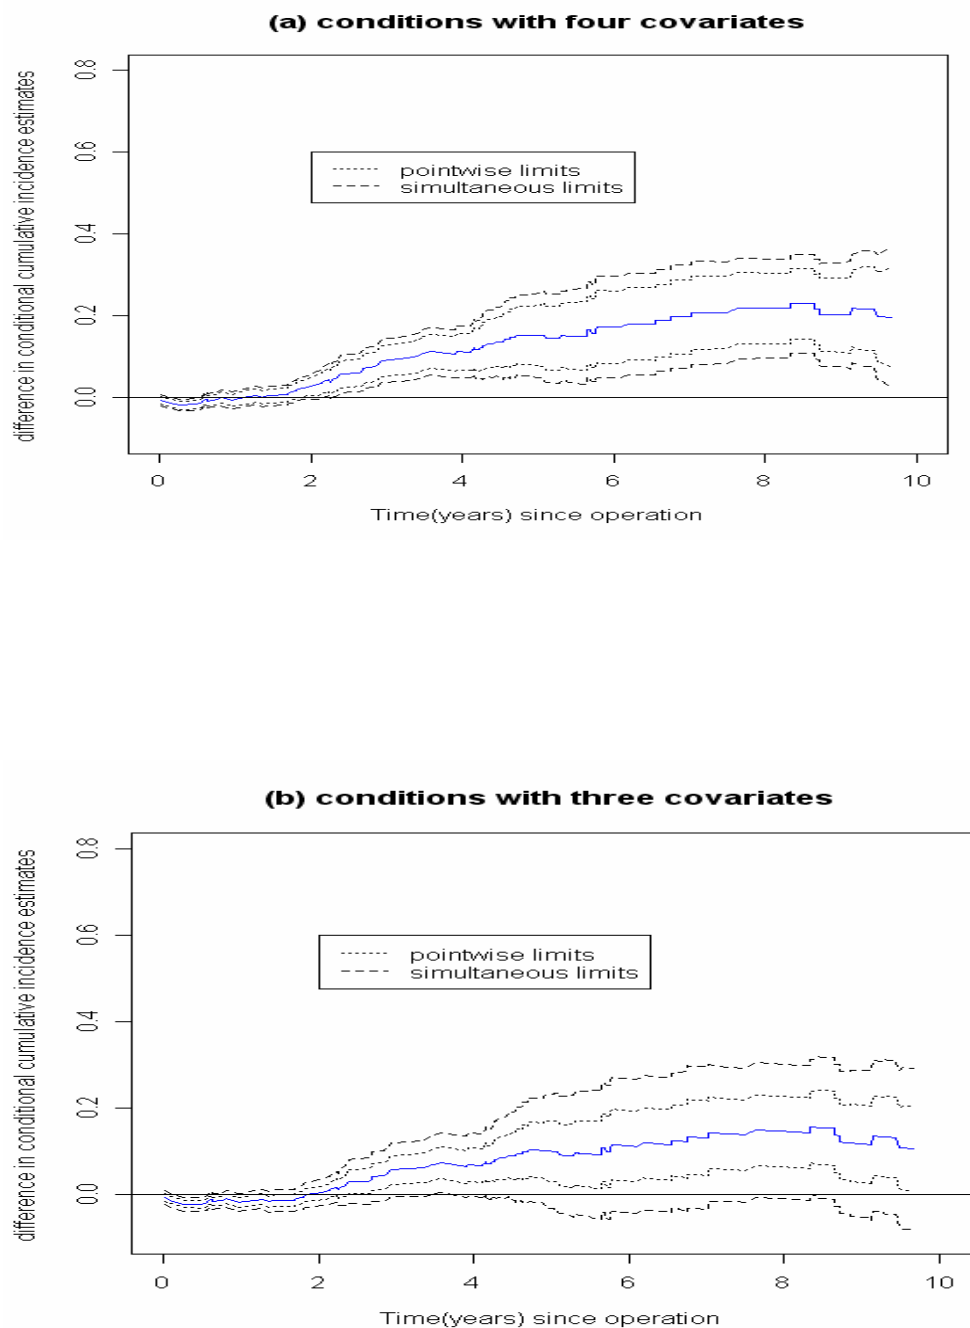 (a) conditions with four covariates
difference in conditional cumulative incidence estimates
0.8
0.6
0.4
0.2
0.0
pointwise limits
simultaneous limits
0 2 4 6 8 10
Time(years) since operation
(b) conditions with three covariates
difference in conditional cumulative incidence estimates
0.8
0.6
0.4
0.2
0.0
pointwise limits
simultaneous limits
0 2 4 6 8 10
Time(years) since operation